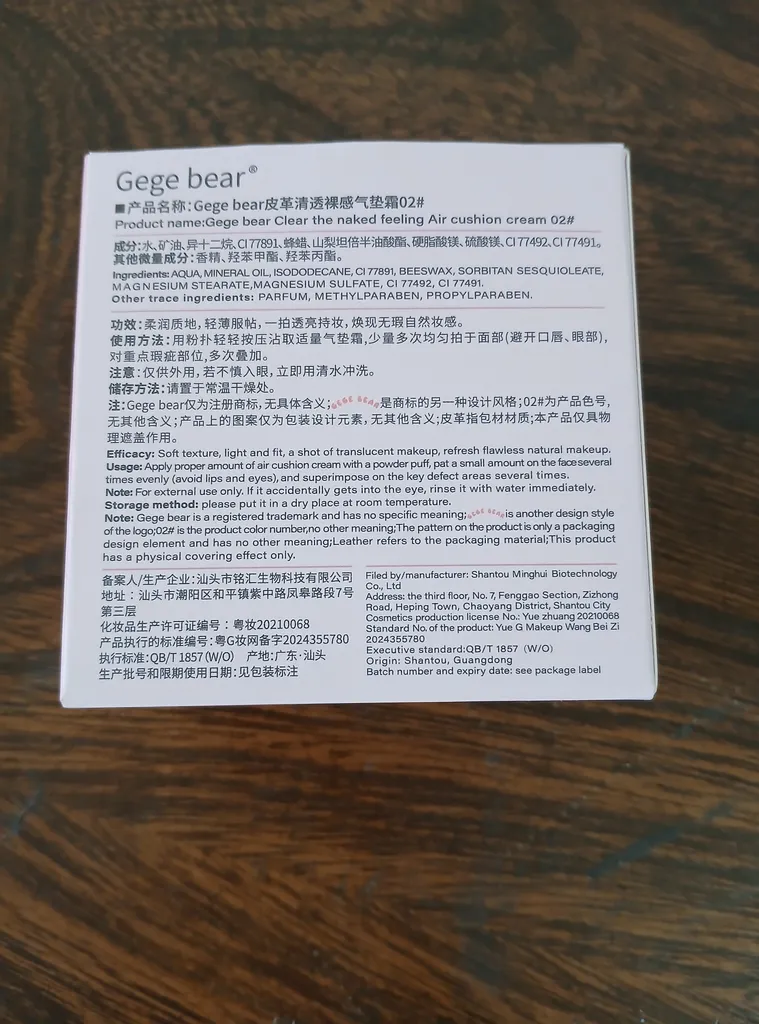 Gege bear®
■产品名称:Gege bear皮革清透裸感气垫霜02#
Product name:Gege bear Clear the naked feeling Air cushion cream 02#
成分:水、矿油、异十二烷、CI 77891、蜂蜡、山梨坦倍半油酸酯、硬脂酸镁、硫酸镁、CI 77492、CI 77491。
其他微量成分:香精、羟苯甲酯、羟苯丙酯。
Ingredients: AQUA, MINERAL OIL, ISODODECANE, CI 77891, BEESWAX, SORBITAN SESQUIOLEATE,
MAGNESIUM STEARATE,MAGNESIUM SULFATE, CI 77492, CI 77491.
Other trace ingredients: PARFUM, METHYLPARABEN, PROPYLPARABEN.
功效:柔润质地,轻薄服帖,一拍透亮持妆,焕现无瑕自然妆感。
使用方法:用粉扑轻轻按压沾取适量气垫霜,少量多次均匀拍于面部(避开口唇、眼部),
对重点瑕疵部位,多次叠加。
注意:仅供外用,若不慎入眼,立即用清水冲洗。
储存方法:请置于常温干燥处。
注:Gege bear仅为注册商标,无具体含义;GEGE BEAR是商标的另一种设计风格;02#为产品色号,
无其他含义;产品上的图案仅为包装设计元素,无其他含义;皮革指包材材质;本产品仅具物
理遮盖作用。
Efficacy: Soft texture, light and fit, a shot of translucent makeup, refresh flawless natural makeup.
Usage: Apply proper amount of air cushion cream with a powder puff, pat a small amount on the face several
times evenly (avoid lips and eyes), and superimpose on the key defect areas several times.
Note: For external use only. If it accidentally gets into the eye, rinse it with water immediately.
Storage method: please put it in a dry place at room temperature.
Note: Gege bear is a registered trademark and has no specific meaning;GEGE BEAR is another design style
of the logo;02# is the product color number,no other meaning;The pattern on the product is only a packaging
design element and has no other meaning;Leather refers to the packaging material;This product
has a physical covering effect only.
备案人/生产企业:汕头市铭汇生物科技有限公司
地址:汕头市潮阳区和平镇紫中路凤皋路段7号
第三层
化妆品生产许可证编号:粤妆20210068
产品执行的标准编号:粤G妆网备字2024355780
执行标准:QB/T 1857 (W/O) 产地:广东·汕头
生产批号和限期使用日期:见包装标注
Filed by/manufacturer: Shantou Minghui Biotechnology
Co., Ltd
Address: the third floor, No. 7, Fenggao Section, Zizhong
Road, Heping Town, Chaoyang District, Shantou City
Cosmetics production license No.: Yue zhuang 20210068
Standard No. of the product: Yue G Makeup Wang Bei Zi
2024355780
Executive standard:QB/T 1857 (W/O)
Origin: Shantou, Guangdong
Batch number and expiry date: see package label